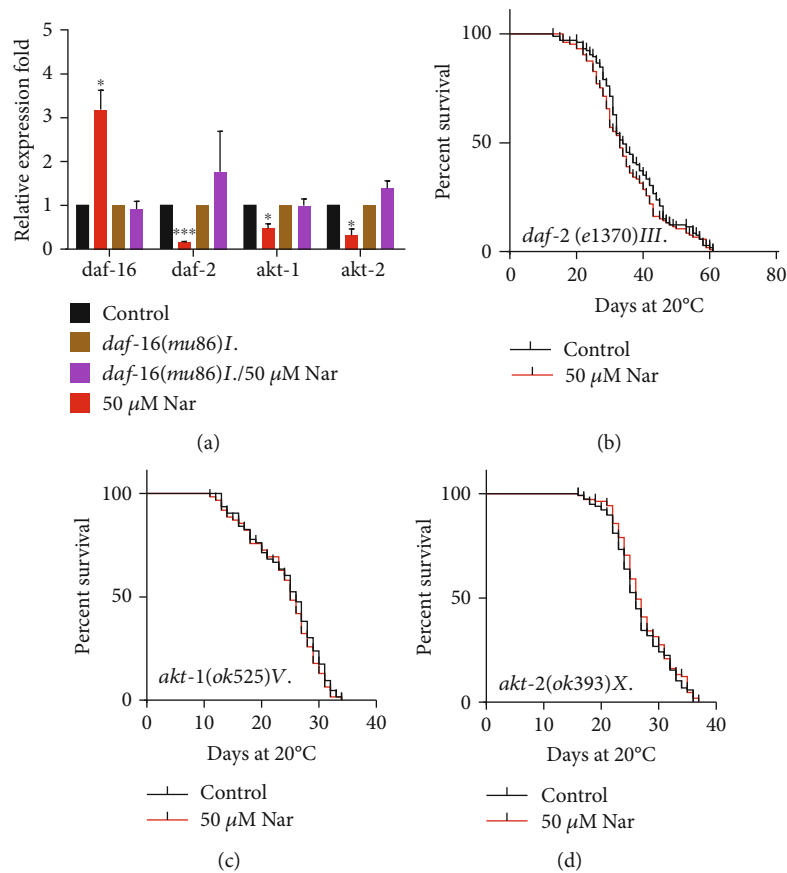 Relative expression fold
5
4
3
2
1
0
*
***
*
*
daf-16 daf-2 akt-1 akt-2
Control
daf-16(mu86)I.
daf-16(mu86)I./50 μM Nar
50 μM Nar
(a)
Percent survival
100
50
0
daf-2 (e1370)III.
0 20 40 60 80
Days at 20°C
Control
50 μM Nar
(b)
Percent survival
100
50
0
akt-1(ok525)V.
0 10 20 30 40
Days at 20°C
Control
50 μM Nar
(c)
Percent survival
100
50
0
akt-2(ok393)X.
0 10 20 30 40
Days at 20°C
Control
50 μM Nar
(d)